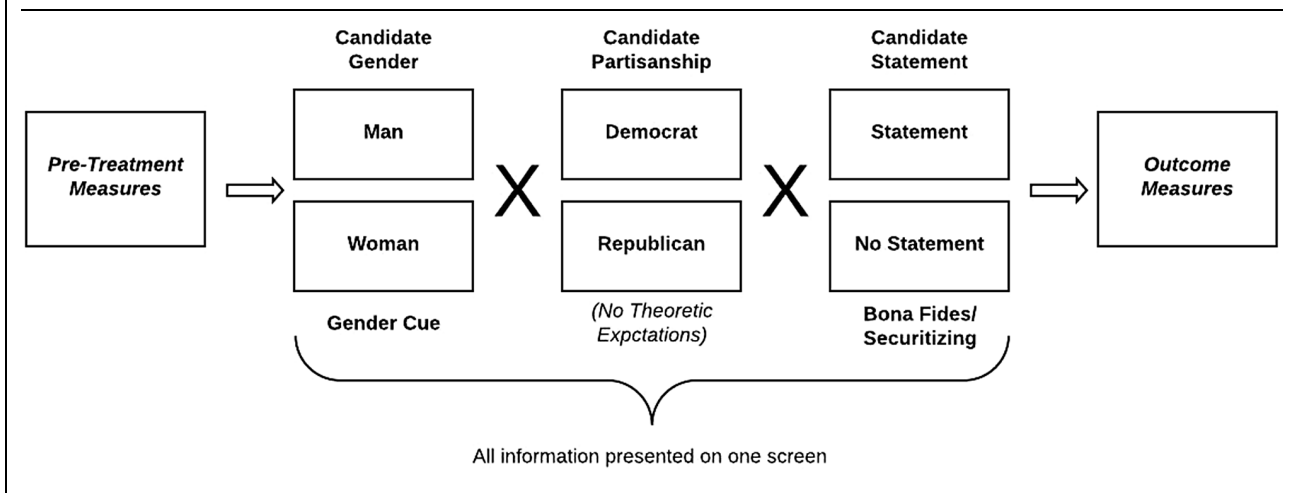 Pre-Treatment
Measures
Candidate
Gender
Man
Woman
Gender Cue
X
Candidate
Partisanship
Democrat
Republican
(No Theoretic
Expctations)
X
Candidate
Statement
Statement
No Statement
Bona Fides/
Securitizing
Outcome
Measures
All information presented on one screen